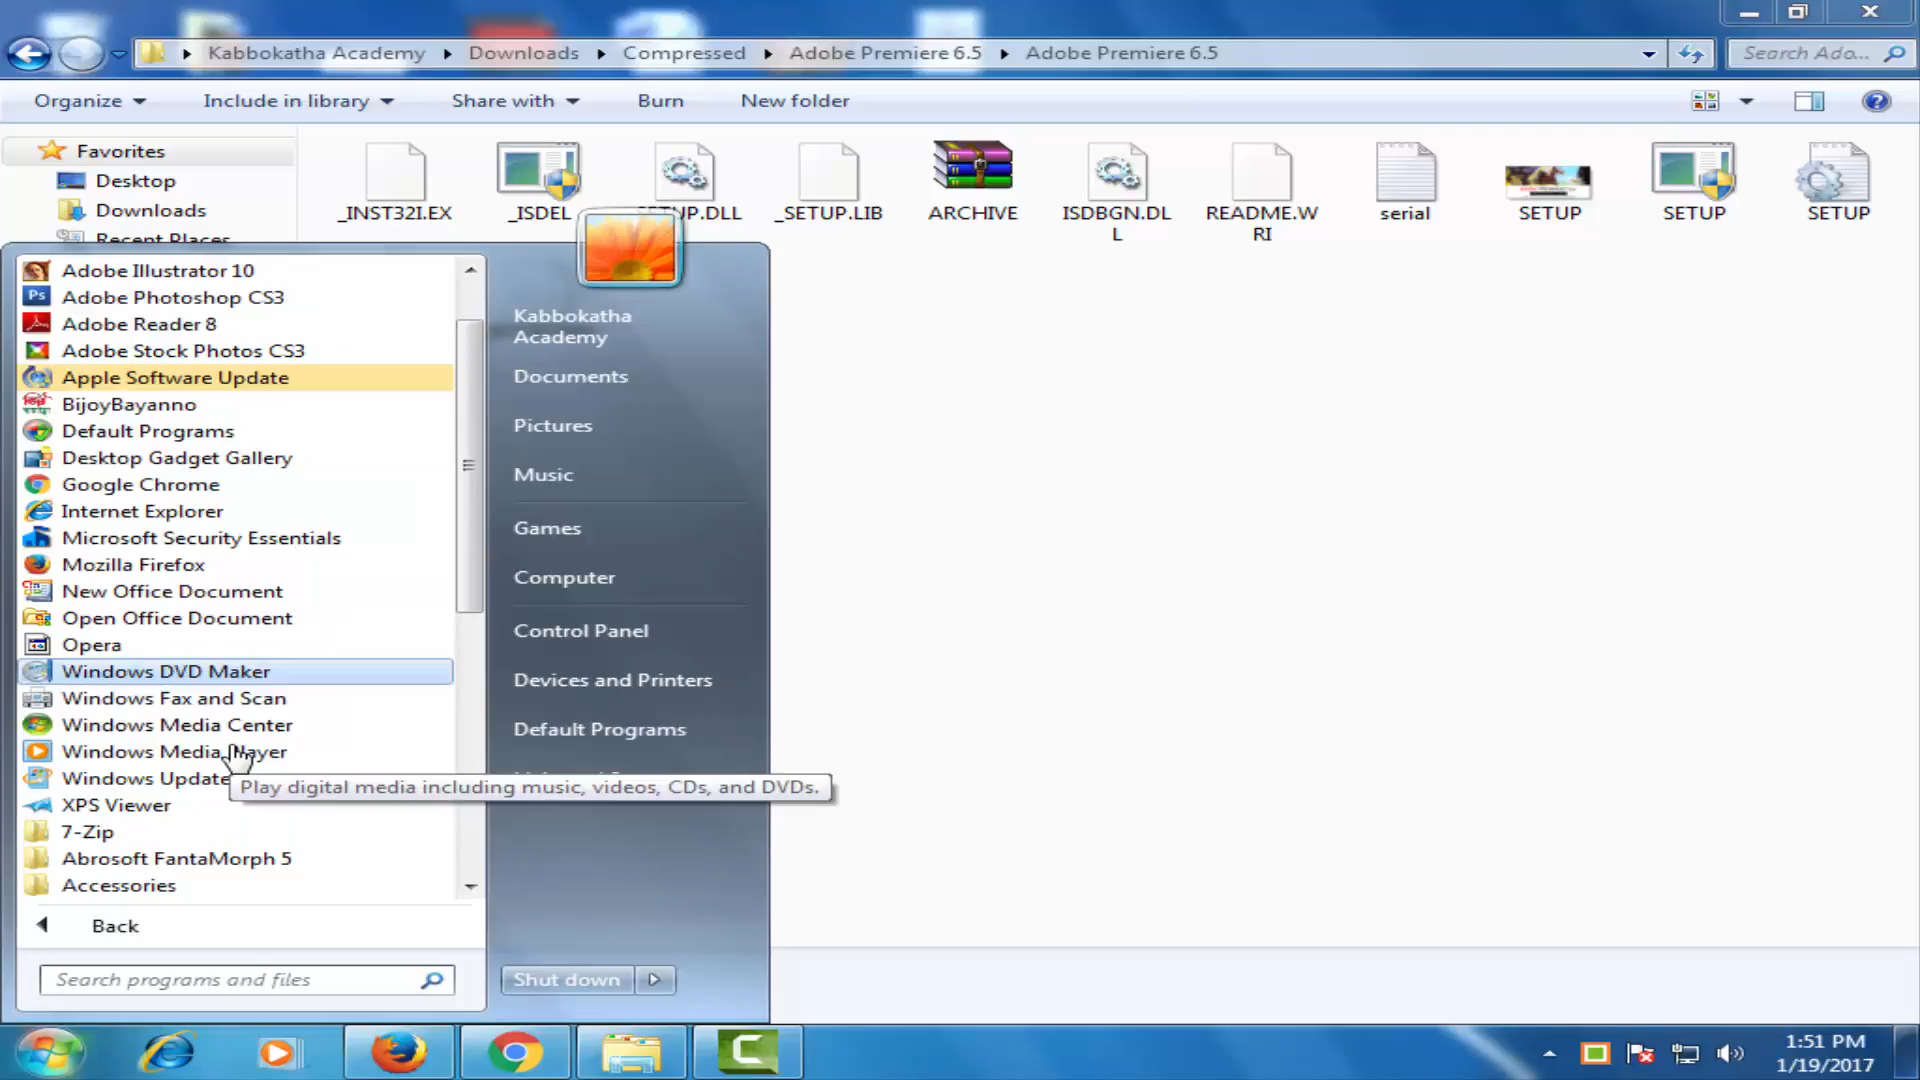 Kabbokatha Academy
Downloads
Compressed
Adobe Premiere 6.5
Adobe Premiere 6.5
Search Ado...
Organize
Include in library
Share with
Burn
New folder
Favorites
Desktop
Downloads
Recent Places
_INST32I.EX
_ISDEL
SETUP.DLL
_SETUP.LIB
ARCHIVE
ISDBGN.DL
L
README.W
RI
serial
SETUP
SETUP
SETUP
Adobe Illustrator 10
Ps
Adobe Photoshop CS3
Adobe Reader 8
Adobe Stock Photos CS3
Apple Software Update
BijoyBayanno
Default Programs
Desktop Gadget Gallery
Google Chrome
Internet Explorer
Microsoft Security Essentials
Mozilla Firefox
New Office Document
Open Office Document
Opera
Windows DVD Maker
Windows Fax and Scan
Windows Media Center
Windows Media Player
Windows Update
XPS Viewer
7-Zip
Abrosoft FantaMorph 5
Accessories
Back
Search programs and files
Kabbokatha
Academy
Documents
Pictures
Music
Games
Computer
Control Panel
Devices and Printers
Default Programs
Play digital media including music, videos, CDs, and DVDs.
Shut down
1:51 PM
1/19/2017